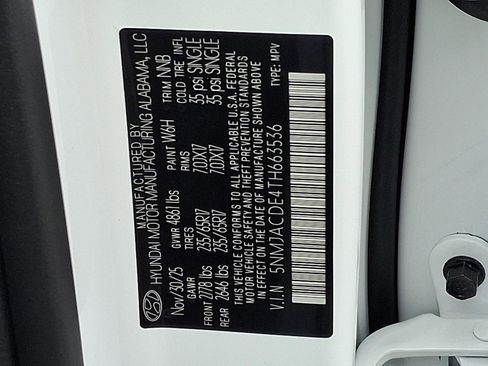 MANUFACTURED BY
HYUNDAI MOTOR MANUFACTURING ALABAMA, LLC
Nov/30/25 GVWR 4861 lbs PAINT W6H TRIM NNB
GAWR TIRES RIMS COLD TIRE INFL
FRONT 2778 lbs 235/65R17 7.0JX17 35 psi SINGLE
REAR 2646 lbs 235/65R17 7.0JX17 35 psi SINGLE
THIS VEHICLE CONFORMS TO ALL APPLICABLE U.S.A. FEDERAL
MOTOR VEHICLE SAFETY AND THEFT PREVENTION STANDARDS
IN EFFECT ON THE DATE OF MANUFACTURE SHOWN ABOVE
V.I.N 5NMJACDE4TH663536 TYPE: MPV